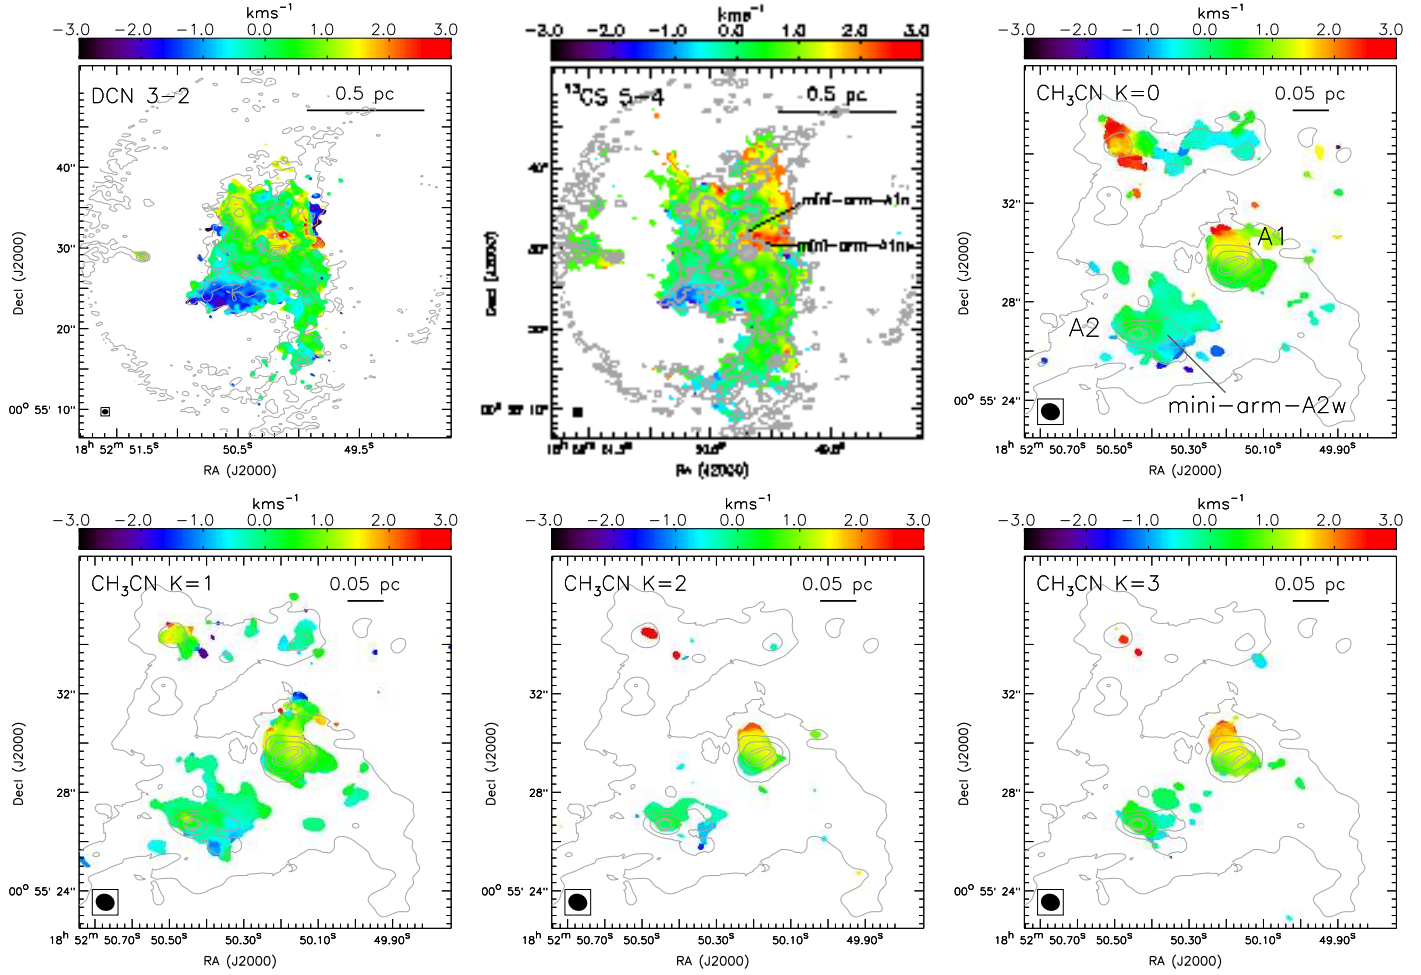 kms⁻¹
−3.0 −2.0 −1.0 0.0 1.0 2.0 3.0
DCN 3−2
0.5 pc
40"
30"
20"
00° 55' 10"
Decl (J2000)
18ʰ 52ᵐ 51.5ˢ 50.5ˢ 49.5ˢ
RA (J2000)
kms⁻¹
−3.0 −2.0 −1.0 0.0 1.0 2.0 3.0
¹³CS 5−4
0.5 pc
mini−arm−A1n
40"
Decl (J2000)
RA (J2000)
kms⁻¹
−3.0 −2.0 −1.0 0.0 1.0 2.0 3.0
CH₃CN K=0
0.05 pc
32"
A1
28"
A2
mini−arm−A2w
00° 55' 24"
Decl (J2000)
18ʰ 52ᵐ 50.70ˢ 50.50ˢ 50.30ˢ 50.10ˢ 49.90ˢ
RA (J2000)
kms⁻¹
−3.0 −2.0 −1.0 0.0 1.0 2.0 3.0
CH₃CN K=1
0.05 pc
32"
28"
00° 55' 24"
Decl (J2000)
18ʰ 52ᵐ 50.70ˢ 50.50ˢ 50.30ˢ 50.10ˢ 49.90ˢ
RA (J2000)
kms⁻¹
−3.0 −2.0 −1.0 0.0 1.0 2.0 3.0
CH₃CN K=2
0.05 pc
32"
28"
00° 55' 24"
Decl (J2000)
18ʰ 52ᵐ 50.70ˢ 50.50ˢ 50.30ˢ 50.10ˢ 49.90ˢ
RA (J2000)
kms⁻¹
−3.0 −2.0 −1.0 0.0 1.0 2.0 3.0
CH₃CN K=3
0.05 pc
32"
28"
00° 55' 24"
Decl (J2000)
18ʰ 52ᵐ 50.70ˢ 50.50ˢ 50.30ˢ 50.10ˢ 49.90ˢ
RA (J2000)